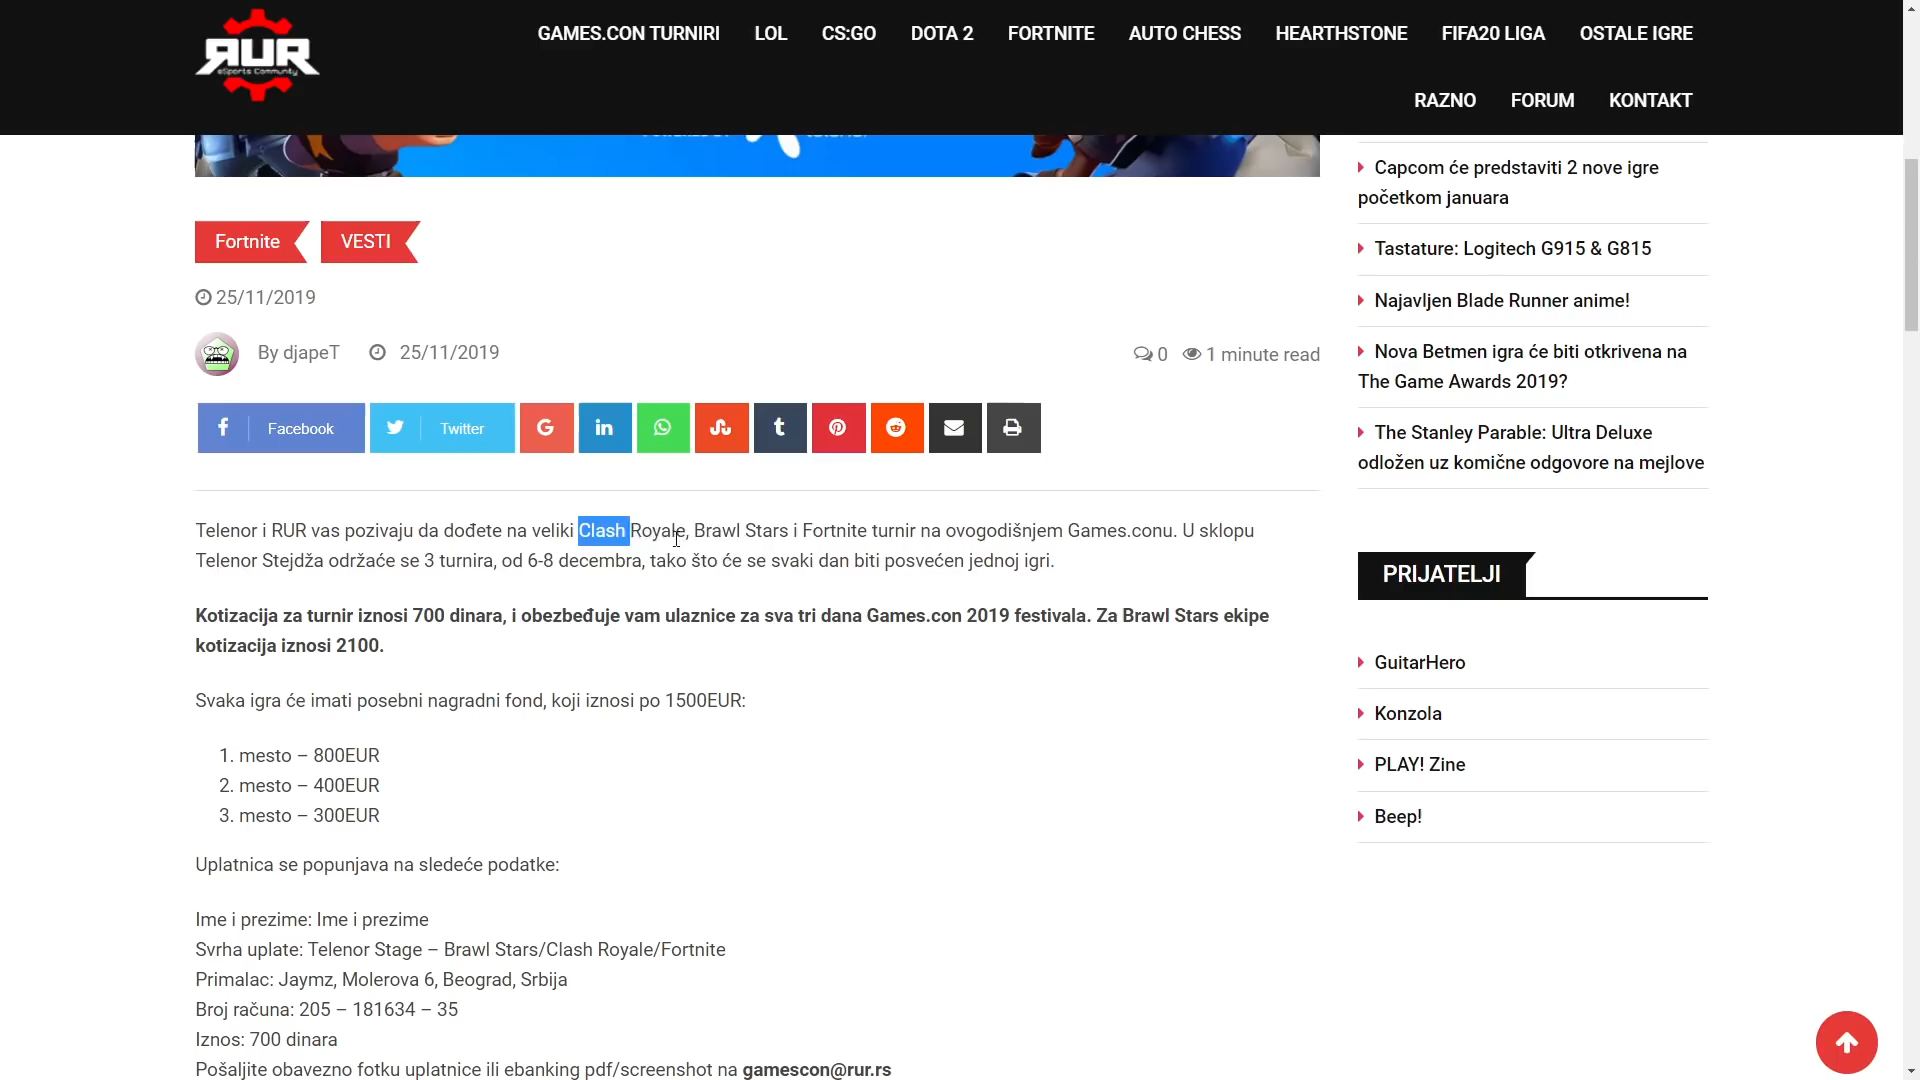 RUR
eSports Community
GAMES.CON TURNIRI LOL CS:GO DOTA 2 FORTNITE AUTO CHESS HEARTHSTONE FIFA20 LIGA OSTALE IGRE
RAZNO FORUM KONTAKT
Fortnite VESTI
25/11/2019
By djapeT 25/11/2019 0 1 minute read
Facebook Twitter
Telenor i RUR vas pozivaju da dođete na veliki Clash Royale, Brawl Stars i Fortnite turnir na ovogodišnjem Games.conu. U sklopu
Telenor Stejdža održaće se 3 turnira, od 6-8 decembra, tako što će se svaki dan biti posvećen jednoj igri.
Kotizacija za turnir iznosi 700 dinara, i obezbeđuje vam ulaznice za sva tri dana Games.con 2019 festivala. Za Brawl Stars ekipe
kotizacija iznosi 2100.
Svaka igra će imati posebni nagradni fond, koji iznosi po 1500EUR:
1. mesto – 800EUR
2. mesto – 400EUR
3. mesto – 300EUR
Uplatnica se popunjava na sledeće podatke:
Ime i prezime: Ime i prezime
Svrha uplate: Telenor Stage – Brawl Stars/Clash Royale/Fortnite
Primalac: Jaymz, Molerova 6, Beograd, Srbija
Broj računa: 205 – 181634 – 35
Iznos: 700 dinara
Pošaljite obavezno fotku uplatnice ili ebanking pdf/screenshot na gamescon@rur.rs
Capcom će predstaviti 2 nove igre
početkom januara
Tastature: Logitech G915 & G815
Najavljen Blade Runner anime!
Nova Betmen igra će biti otkrivena na
The Game Awards 2019?
The Stanley Parable: Ultra Deluxe
odložen uz komične odgovore na mejlove
PRIJATELJI
GuitarHero
Konzola
PLAY! Zine
Beep!